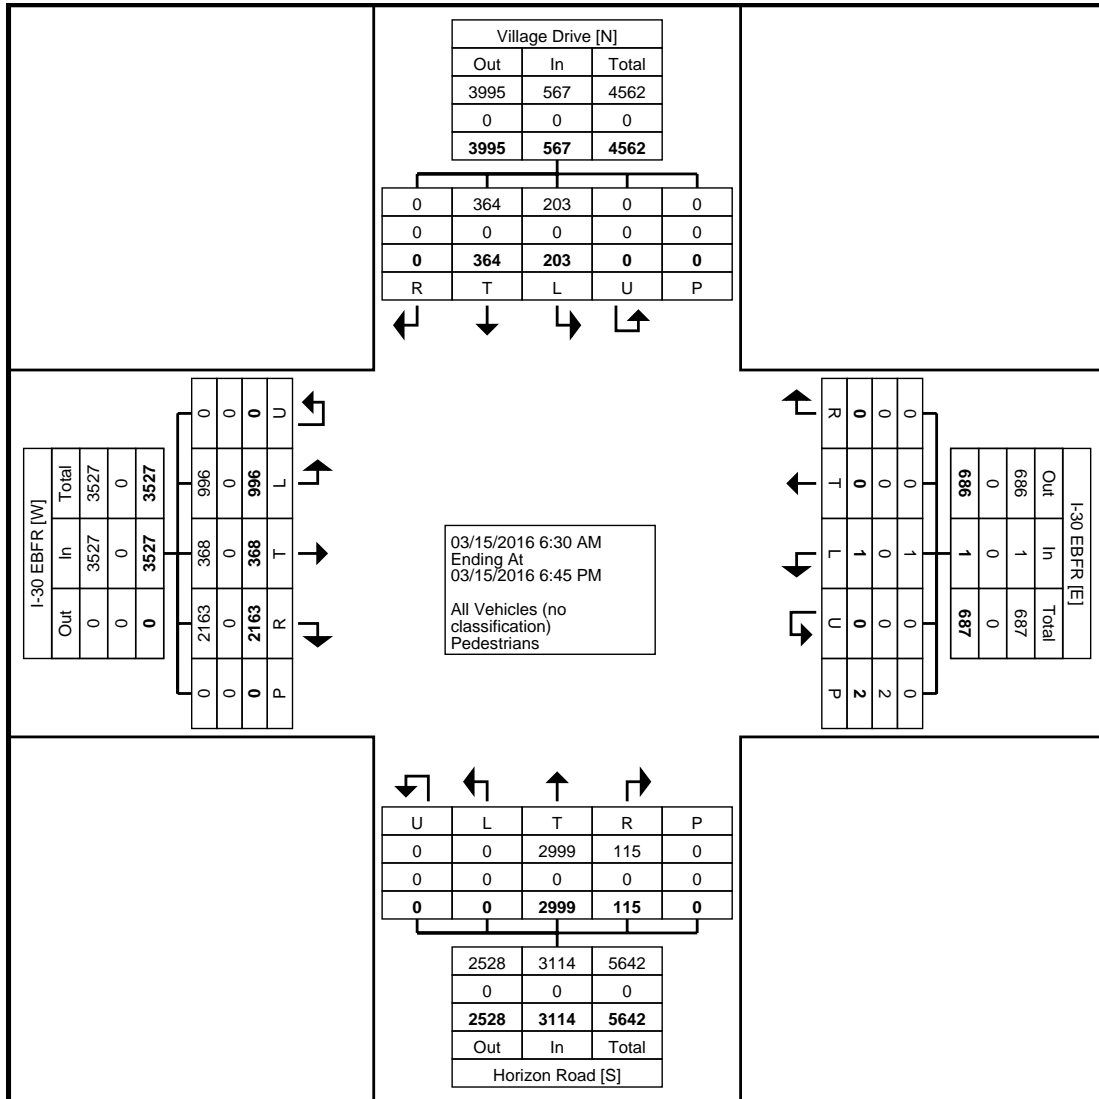 Village Drive [N]
Out In Total
3995 567 4562
0 0 0
3995 567 4562
0 364 203 0 0
0 0 0 0 0
0 364 203 0 0
R T L U P
I-30 EBFR [W]
Total In Out
3527 3527 0
0 0 0
3527 3527 0
0 996 368 2163 0
0 0 0 0 0
0 996 368 2163 0
U L T R P
03/15/2016 6:30 AM
Ending At
03/15/2016 6:45 PM
All Vehicles (no
classification)
Pedestrians
R T L U P
0 0 1 0 2
0 0 0 0 2
0 0 1 0 0
686 1 687
0 0 0
686 1 687
Out In Total
I-30 EBFR [E]
U L T R P
0 0 2999 115 0
0 0 0 0 0
0 0 2999 115 0
2528 3114 5642
0 0 0
2528 3114 5642
Out In Total
Horizon Road [S]